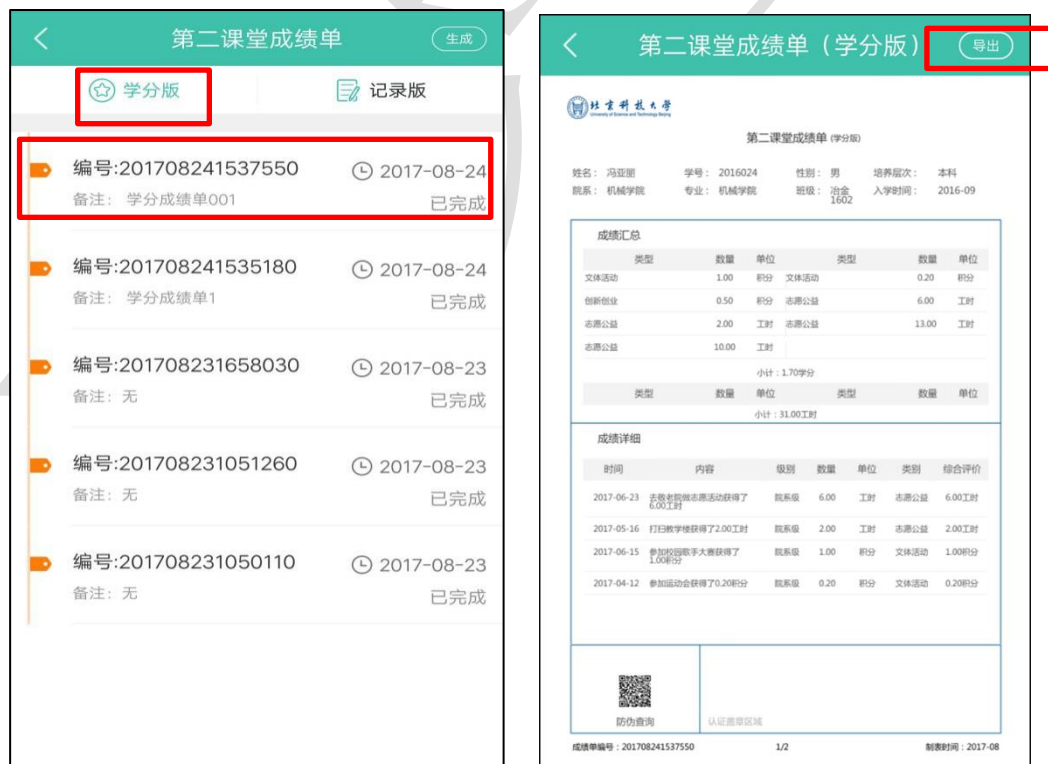 第二课堂成绩单 生成
学分版 记录版
编号:201708241537550 2017-08-24
备注: 学分成绩单001 已完成
编号:201708241535180 2017-08-24
备注: 学分成绩单1 已完成
编号:201708231658030 2017-08-23
备注: 无 已完成
编号:201708231051260 2017-08-23
备注: 无 已完成
编号:201708231050110 2017-08-23
备注: 无 已完成
第二课堂成绩单（学分版） 导出
北京科技大学
University of Science and Technology Beijing
第二课堂成绩单 (学分版)
姓名： 冯亚朋 学号： 2016024 性别： 男 培养层次： 本科
院系： 机械学院 专业： 机械学院 班级： 冶金 入学时间： 2016-09
1602
成绩汇总
类型 数量 单位 类型 数量 单位
文体活动 1.00 积分 文体活动 0.20 积分
创新创业 0.50 积分 志愿公益 6.00 工时
志愿公益 2.00 工时 志愿公益 13.00 工时
志愿公益 10.00 工时
小计：1.70学分
类型 数量 单位 类型 数量 单位
小计：31.00工时
成绩详细
时间 内容 级别 数量 单位 类别 综合评价
2017-06-23 去敬老院做志愿活动获得了 院系级 6.00 工时 志愿公益 6.00工时
6.00工时
2017-05-16 打扫教学楼获得了2.00工时 院系级 2.00 工时 志愿公益 2.00工时
2017-06-15 参加校园歌手大赛获得了 院系级 1.00 积分 文体活动 1.00积分
1.00积分
2017-04-12 参加运动会获得了0.20积分 院系级 0.20 积分 文体活动 0.20积分
防伪查询 认证盖章区域
成绩单编号：201708241537550 1/2 制表时间：2017-08